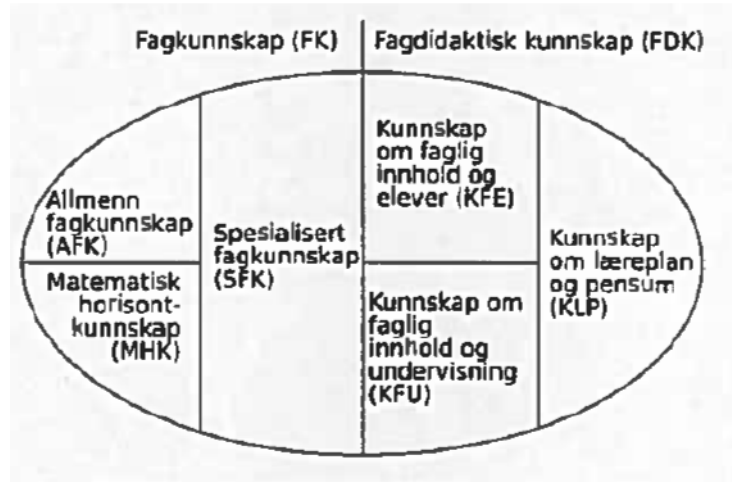 Fagkunnskap (FK)
Fagdidaktisk kunnskap (FDK)
Allmenn
fagkunnskap
(AFK)
Matematisk
horisont-
kunnskap
(MHK)
Spesialisert
fagkunnskap
(SFK)
Kunnskap
om faglig
innhold og
elever (KFE)
Kunnskap om
faglig
innhold og
undervisning
(KFU)
Kunnskap
om læreplan
og pensum
(KLP)